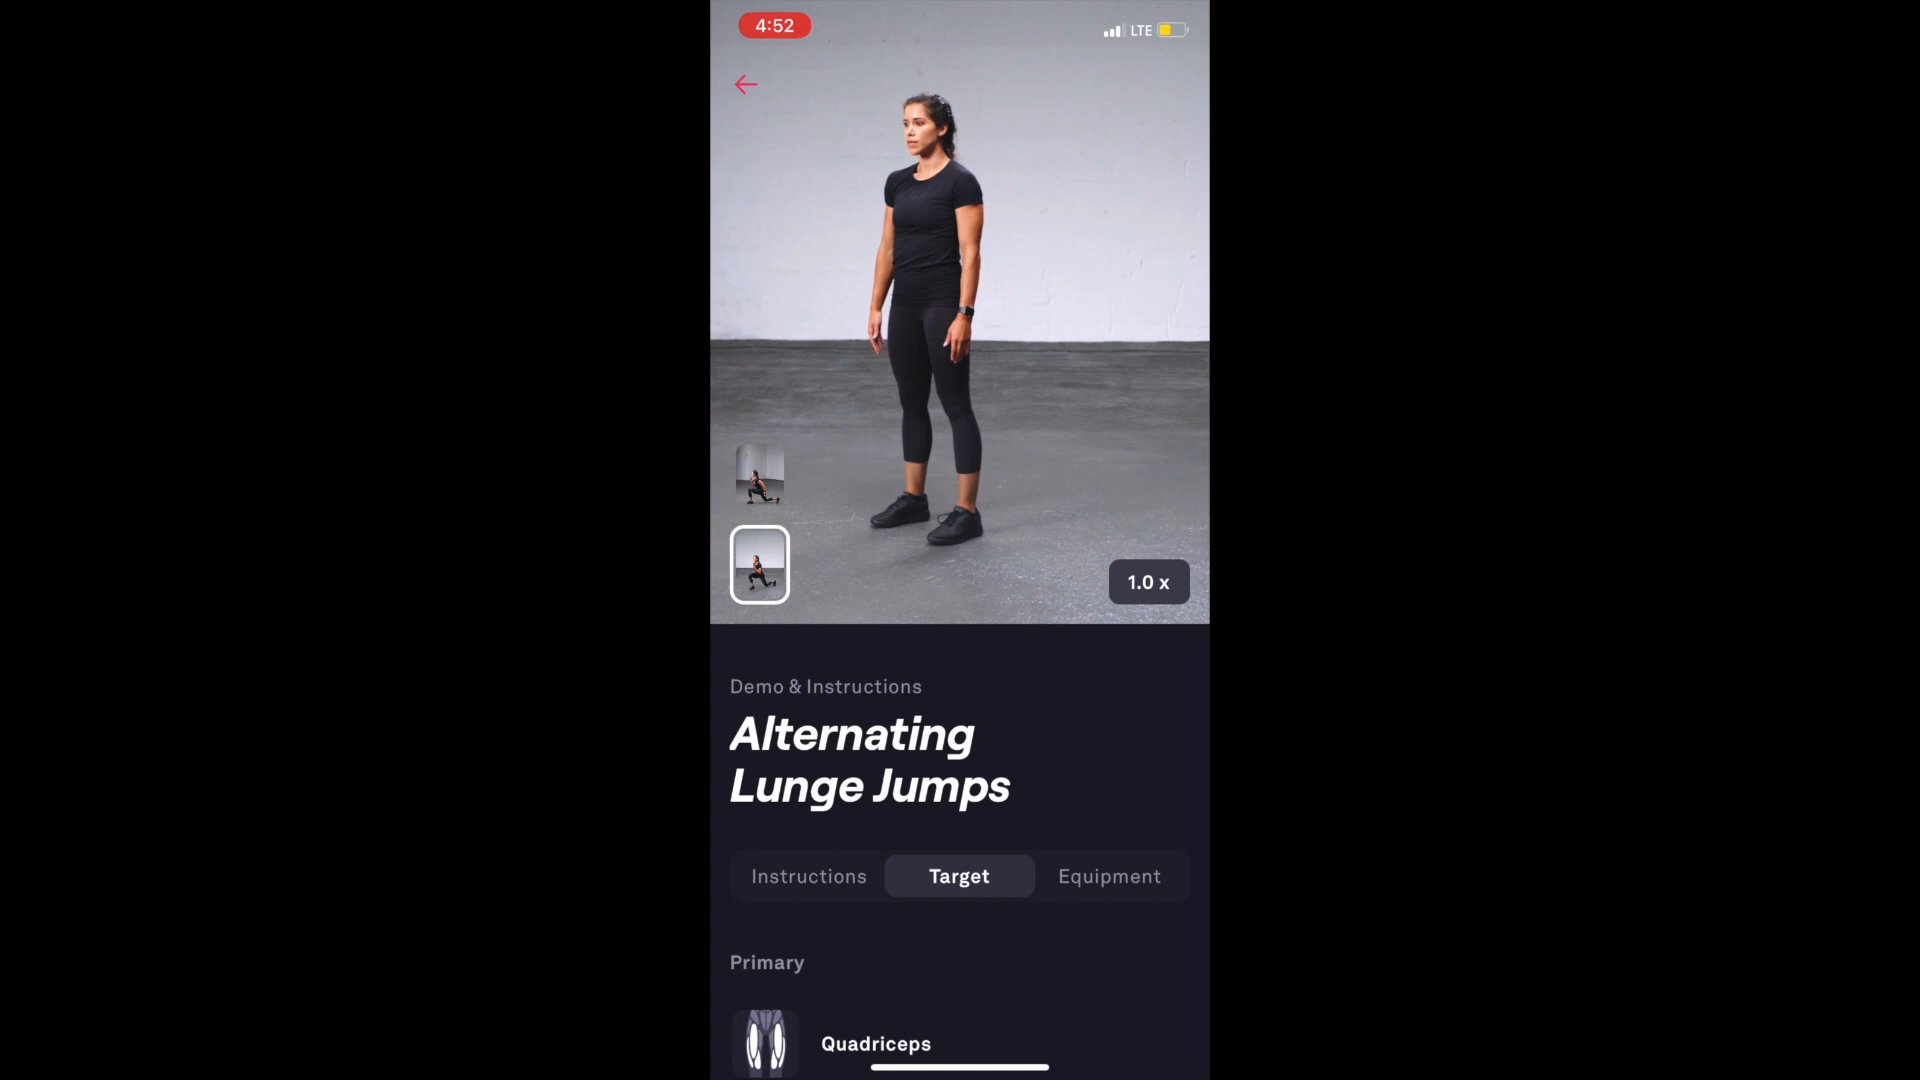 4:52
LTE
1.0 x
Demo & Instructions
Alternating
Lunge Jumps
Instructions
Target
Equipment
Primary
Quadriceps